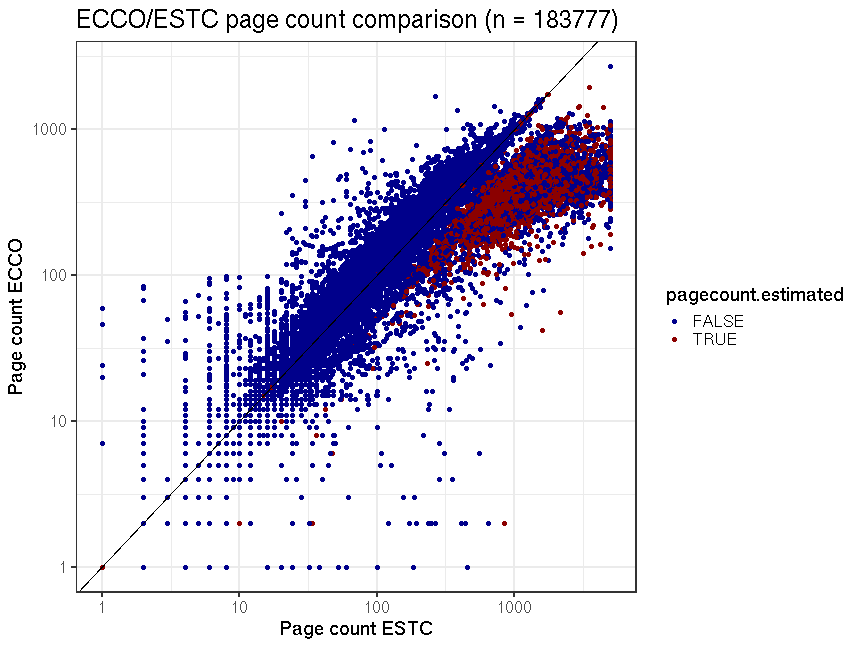 ECCO/ESTC page count comparison (n = 183777)
Page count ECCO
1000
100
10
1
1
10
100
1000
Page count ESTC
pagecount.estimated
FALSE
TRUE